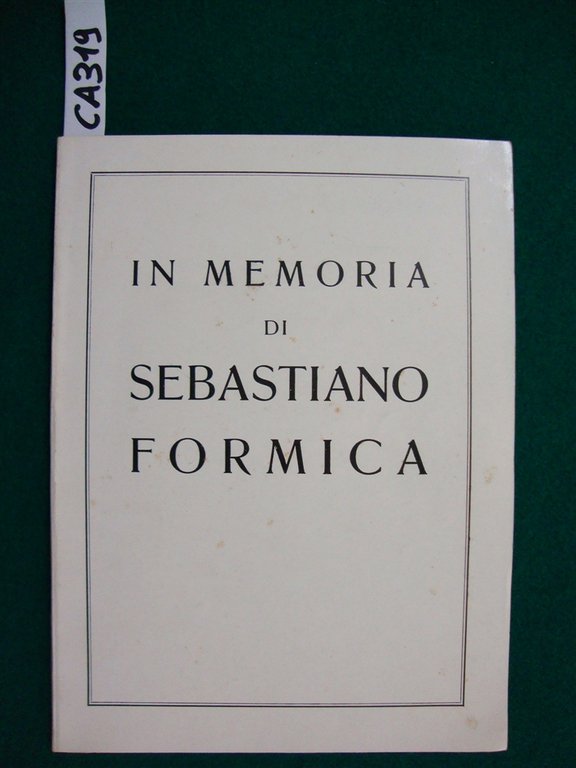 CA319
IN MEMORIA
DI
SEBASTIANO
FORMICA